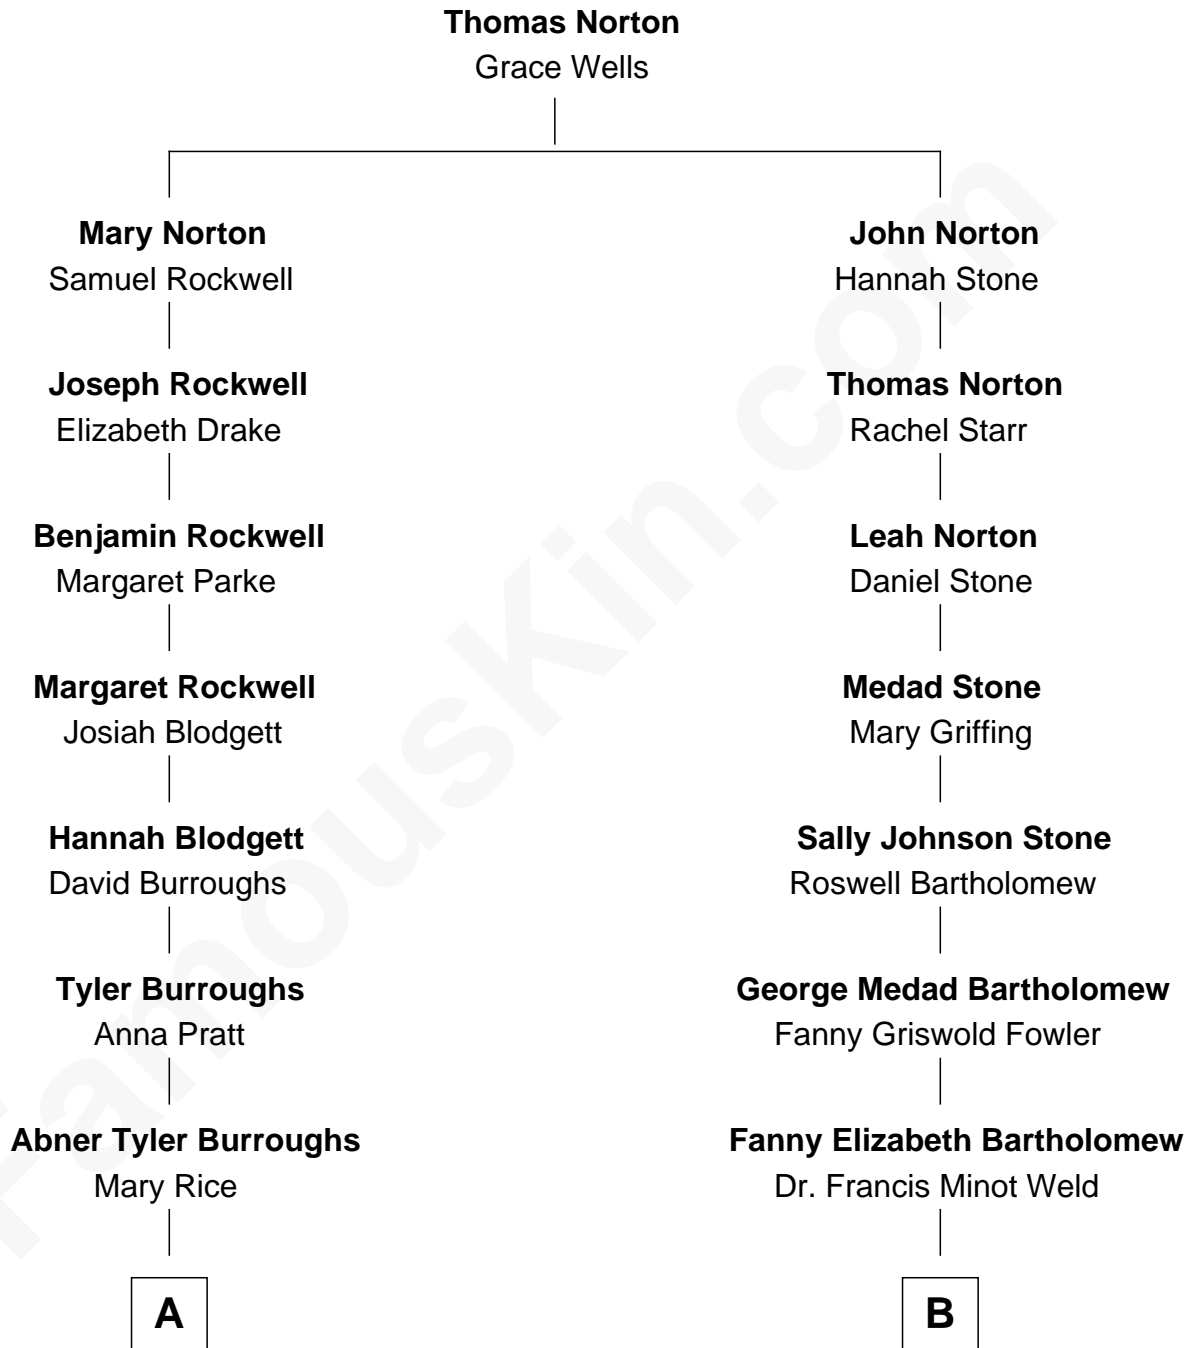 Thomas Norton
Grace Wells
Mary Norton
Samuel Rockwell
John Norton
Hannah Stone
Joseph Rockwell
Elizabeth Drake
Thomas Norton
Rachel Starr
Benjamin Rockwell
Margaret Parke
Leah Norton
Daniel Stone
Margaret Rockwell
Josiah Blodgett
Medad Stone
Mary Griffing
Hannah Blodgett
David Burroughs
Sally Johnson Stone
Roswell Bartholomew
Tyler Burroughs
Anna Pratt
George Medad Bartholomew
Fanny Griswold Fowler
Abner Tyler Burroughs
Mary Rice
Fanny Elizabeth Bartholomew
Dr. Francis Minot Weld
A
B
FamousKin.com